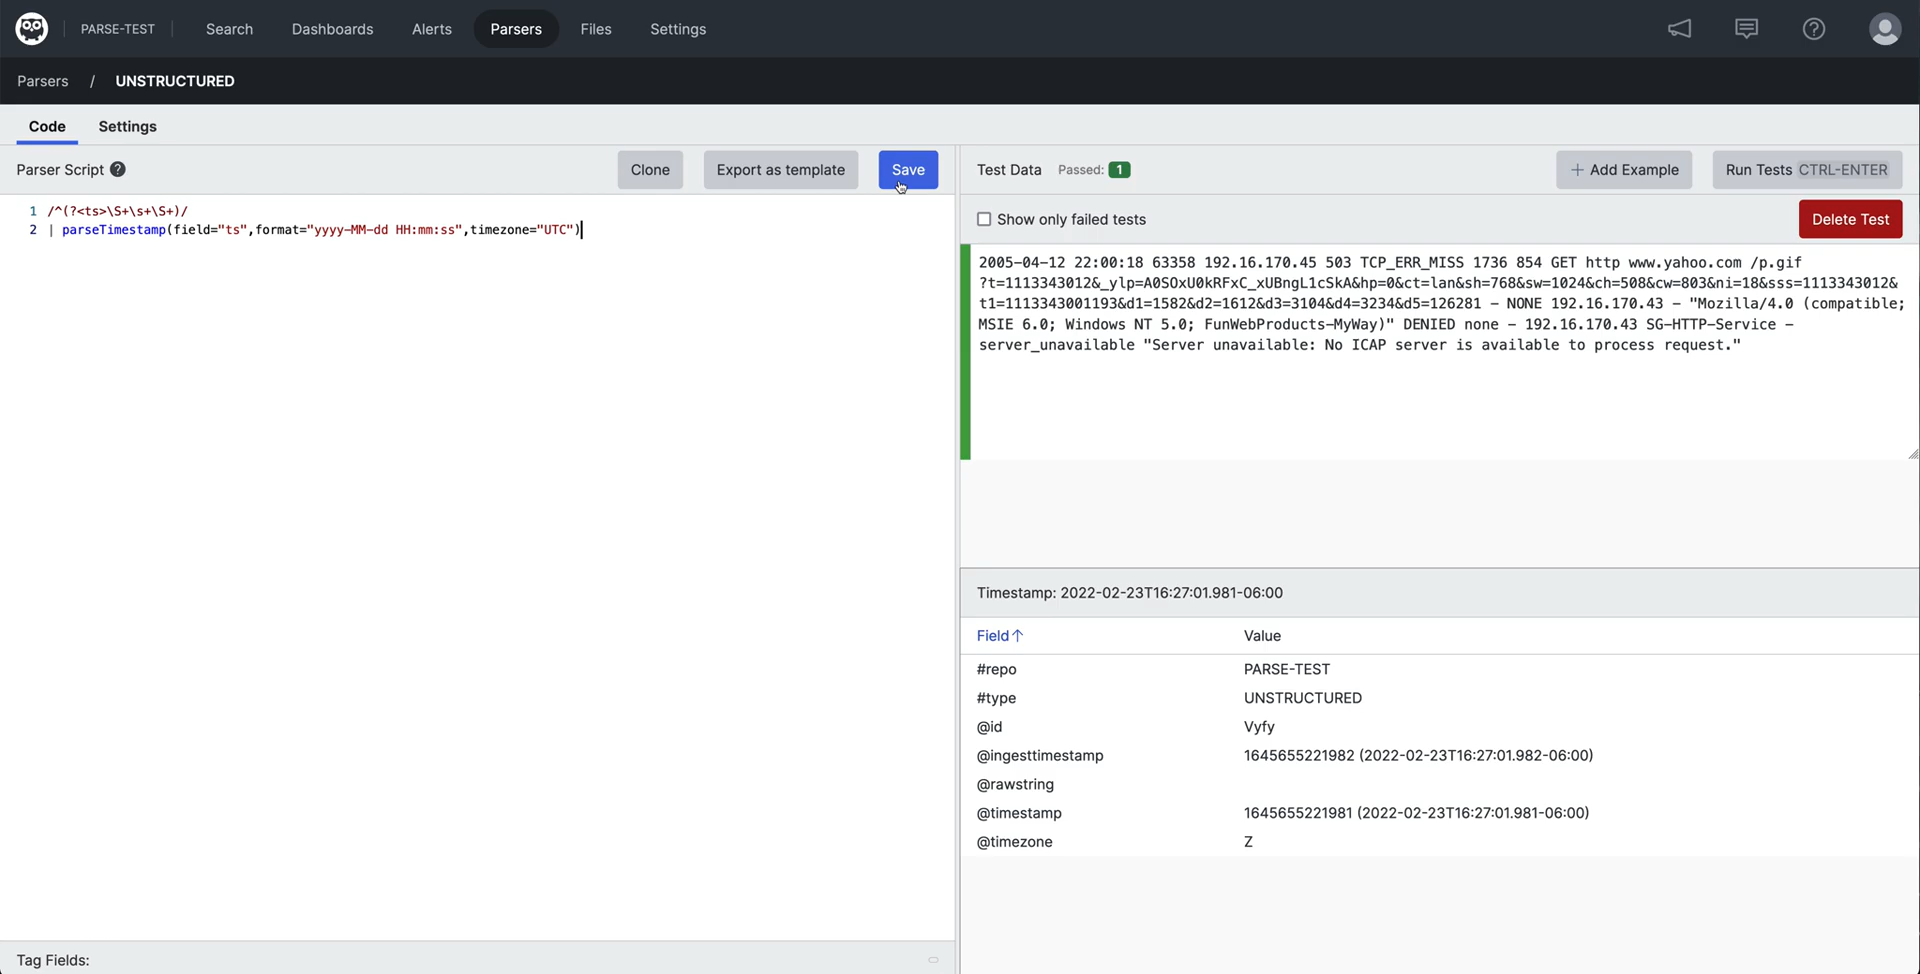 PARSE-TEST Search Dashboards Alerts Parsers Files Settings
Parsers / UNSTRUCTURED
Code Settings
Parser Script ? Clone Export as template Save
1 /^(?<ts>\S+\s+\S+)/
2 | parseTimestamp(field="ts",format="yyyy-MM-dd HH:mm:ss",timezone="UTC")
Tag Fields:
Test Data Passed: 1 + Add Example Run Tests CTRL-ENTER
Show only failed tests Delete Test
2005-04-12 22:00:18 63358 192.16.170.45 503 TCP_ERR_MISS 1736 854 GET http www.yahoo.com /p.gif
?t=1113343012&_ylp=A0SOxU0kRFxC_xUBngL1cSkA&hp=0&ct=lan&sh=768&sw=1024&ch=508&cw=803&ni=18&sss=1113343012&
t1=1113343001193&d1=1582&d2=1612&d3=3104&d4=3234&d5=126281 - NONE 192.16.170.43 - "Mozilla/4.0 (compatible;
MSIE 6.0; Windows NT 5.0; FunWebProducts-MyWay)" DENIED none - 192.16.170.43 SG-HTTP-Service -
server_unavailable "Server unavailable: No ICAP server is available to process request."
Timestamp: 2022-02-23T16:27:01.981-06:00
Field↑ Value
#repo PARSE-TEST
#type UNSTRUCTURED
@id Vyfy
@ingesttimestamp 1645655221982 (2022-02-23T16:27:01.982-06:00)
@rawstring
@timestamp 1645655221981 (2022-02-23T16:27:01.981-06:00)
@timezone Z